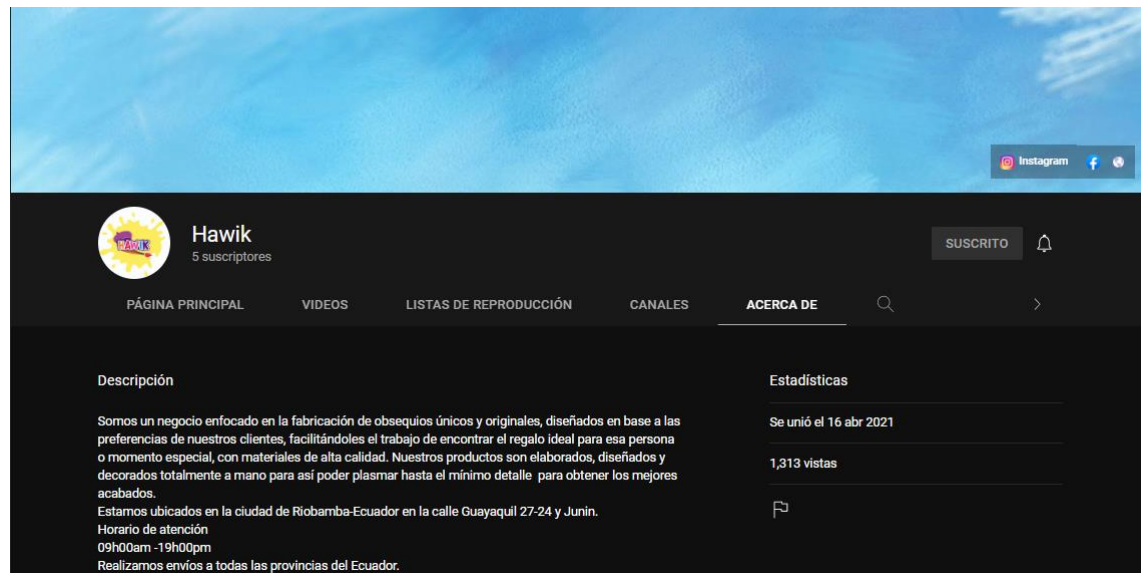 Instagram
HAWIK
Hawik
5 suscriptores
SUSCRITO
PÁGINA PRINCIPAL VIDEOS LISTAS DE REPRODUCCIÓN CANALES ACERCA DE
Descripción
Somos un negocio enfocado en la fabricación de obsequios únicos y originales, diseñados en base a las
preferencias de nuestros clientes, facilitándoles el trabajo de encontrar el regalo ideal para esa persona
o momento especial, con materiales de alta calidad. Nuestros productos son elaborados, diseñados y
decorados totalmente a mano para así poder plasmar hasta el mínimo detalle para obtener los mejores
acabados.
Estamos ubicados en la ciudad de Riobamba-Ecuador en la calle Guayaquil 27-24 y Junin.
Horario de atención
09h00am -19h00pm
Realizamos envíos a todas las provincias del Ecuador.
Estadísticas
Se unió el 16 abr 2021
1,313 vistas